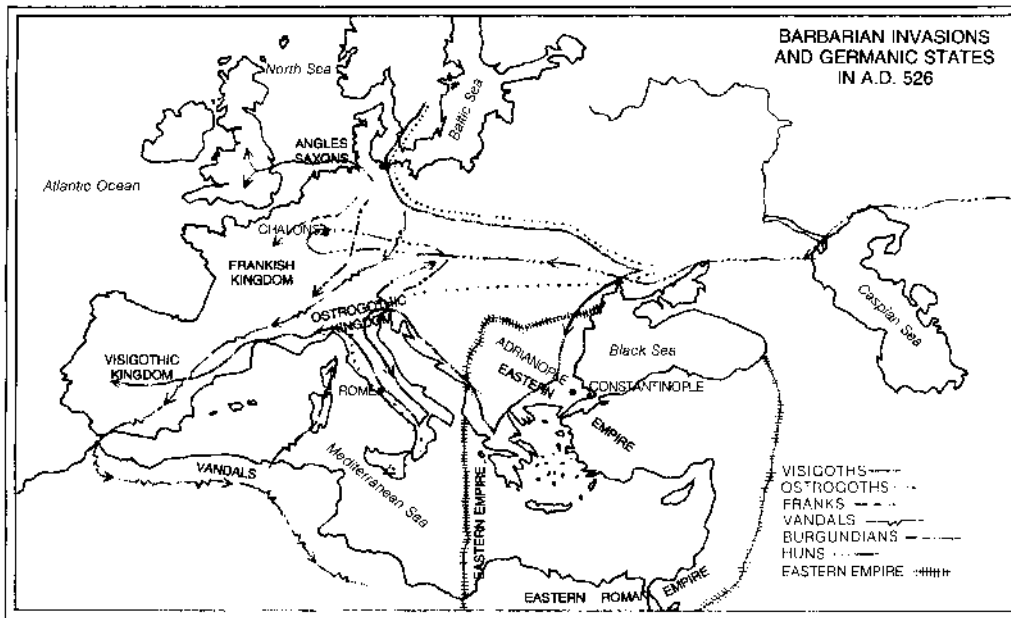 BARBARIAN INVASIONS
AND GERMANIC STATES
IN A.D. 526
North Sea
Baltic Sea
ANGLES
SAXONS
Atlantic Ocean
CHALONS
FRANKISH
KINGDOM
Caspian Sea
OSTROGOTHIC
KINGDOM
Black Sea
ADRIANOPLE
EASTERN
EMPIRE
CONSTANTINOPLE
VISIGOTHIC
KINGDOM
ROME
Mediterranean Sea
VANDALS
EASTERN EMPIRE
EASTERN ROMAN EMPIRE
VISIGOTHS
OSTROGOTHS
FRANKS
VANDALS
BURGUNDIANS
HUNS
EASTERN EMPIRE